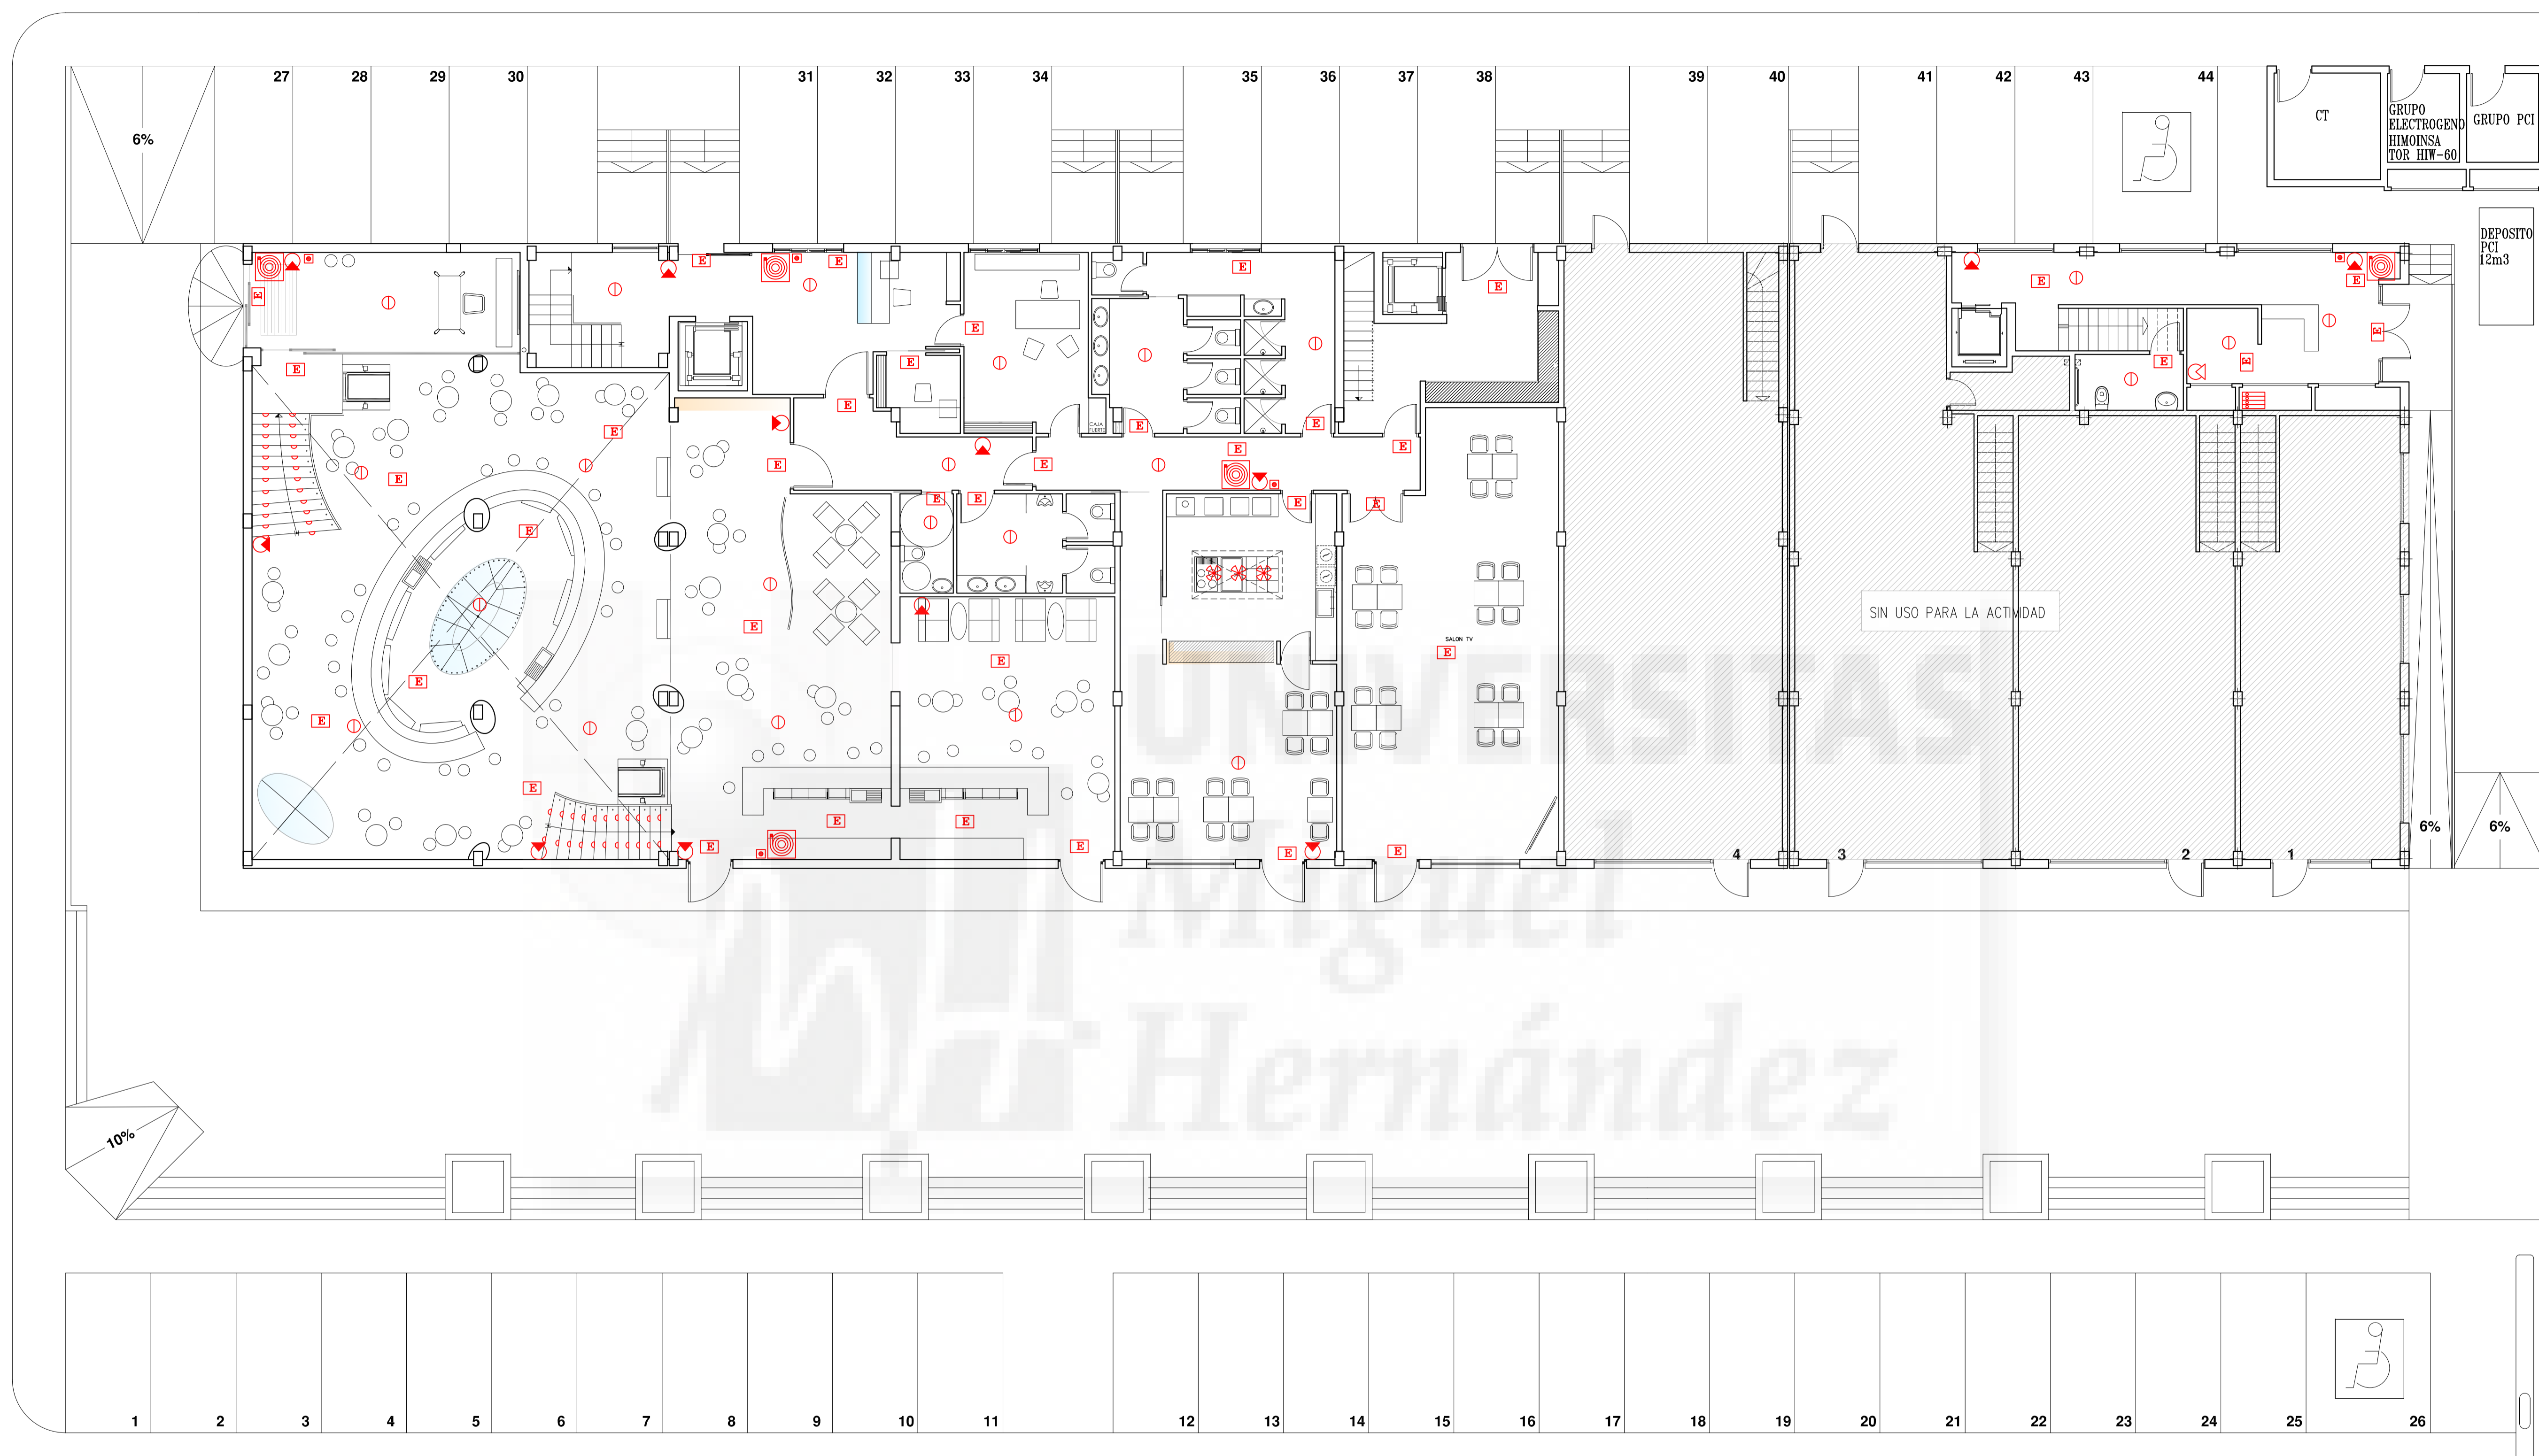 27 28 29 30 31 32 33 34 35 36 37 38 39 40 41 42 43 44
6%
CT
GRUPO
ELECTROGENO
HIMOINSA
TOR HIW-60
GRUPO PCI
DEPOSITO
PCI
12m3
E E
E E E E
E E
E
E
E
E
E
E
E
CAJA
FUERTE
E E E
E E
E E E
E
E E E E
E
SIN USO PARA LA ACTIVIDAD
E
SALON TV
E E
E
E
UNIVERSITAS
E
E E
6% 6%
E E E E
4 3 2 1
Miguel
Hernández
10%
1 2 3 4 5 6 7 8 9 10 11 12 13 14 15 16 17 18 19 20 21 22 23 24 25 26